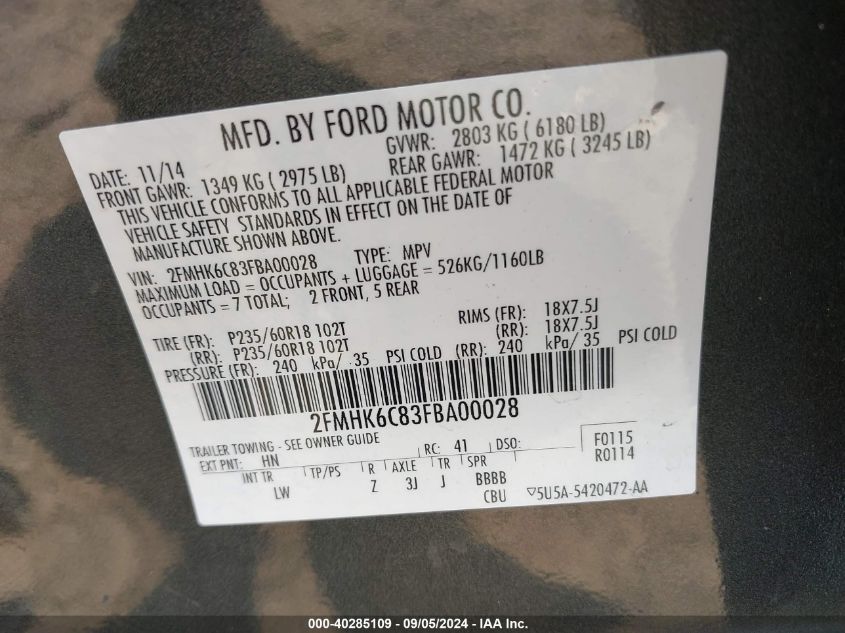 MFD. BY FORD MOTOR CO.
DATE: 11/14 GVWR: 2803 KG ( 6180 LB)
FRONT GAWR: 1349 KG ( 2975 LB) REAR GAWR: 1472 KG ( 3245 LB)
THIS VEHICLE CONFORMS TO ALL APPLICABLE FEDERAL MOTOR
VEHICLE SAFETY STANDARDS IN EFFECT ON THE DATE OF
MANUFACTURE SHOWN ABOVE.
VIN: 2FMHK6C83FBA00028 TYPE: MPV
MAXIMUM LOAD = OCCUPANTS + LUGGAGE = 526KG/1160LB
OCCUPANTS = 7 TOTAL; 2 FRONT, 5 REAR
TIRE (FR): P235/60R18 102T RIMS (FR): 18X7.5J
(RR): P235/60R18 102T (RR): 18X7.5J
PRESSURE (FR): 240 kPa/ 35 PSI COLD (RR): 240 kPa/ 35 PSI COLD
2FMHK6C83FBA00028
TRAILER TOWING - SEE OWNER GUIDE
EXT PNT: HN RC: 41 DSO: F0115
R0114
INT TR TP/PS R AXLE TR SPR
LW Z 3J J BBBB
CBU ▽5U5A-5420472-AA
000-40285109 - 09/05/2024 - IAA Inc.